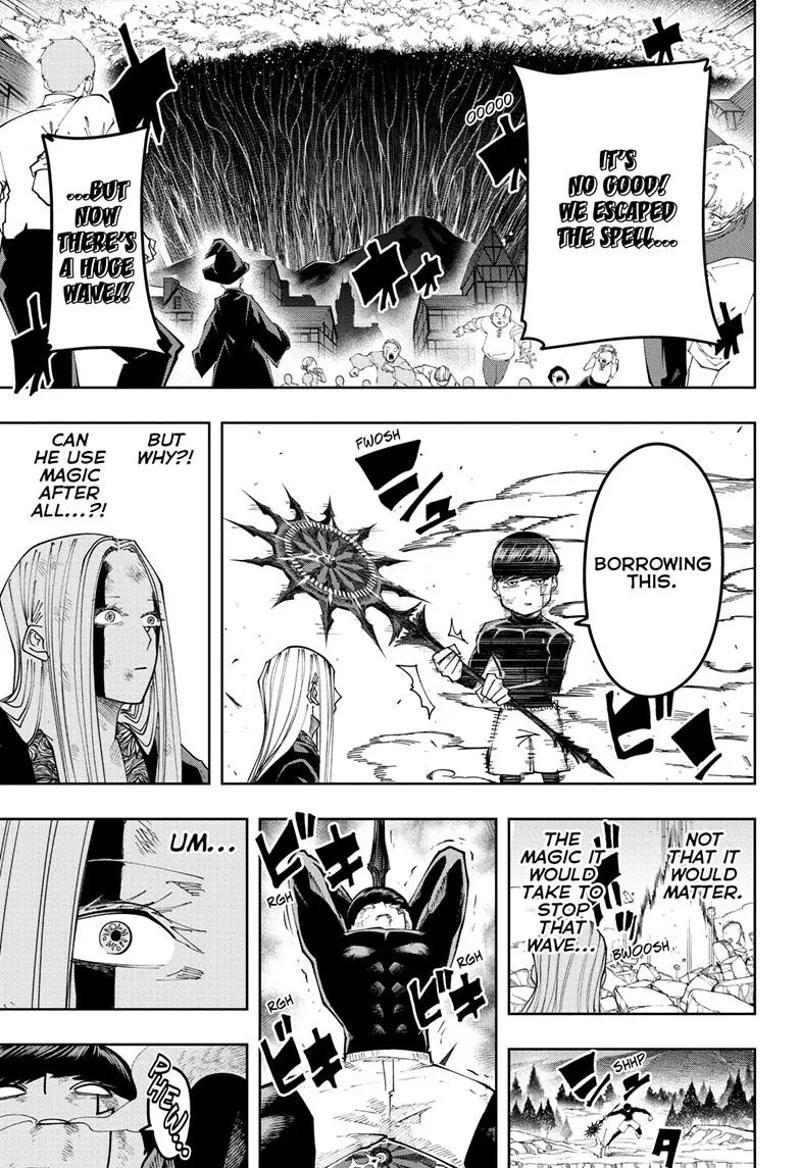 IT'S
NO GOOD!
WE ESCAPED
THE SPELL...
OOOOO
...BUT
NOW
THERE'S
A HUGE
WAVE!!
BORROWING
THIS.
FWOSH
BUT
WHY?!
CAN
HE USE
MAGIC
AFTER
ALL...?!
NOT
THAT IT
WOULD
MATTER.
THE
MAGIC IT
WOULD
TAKE TO
STOP
THAT
WAVE...
BWOOSH
RGH
RGH
RGH
RGH
UM...
SHHP
タ
PHEW...